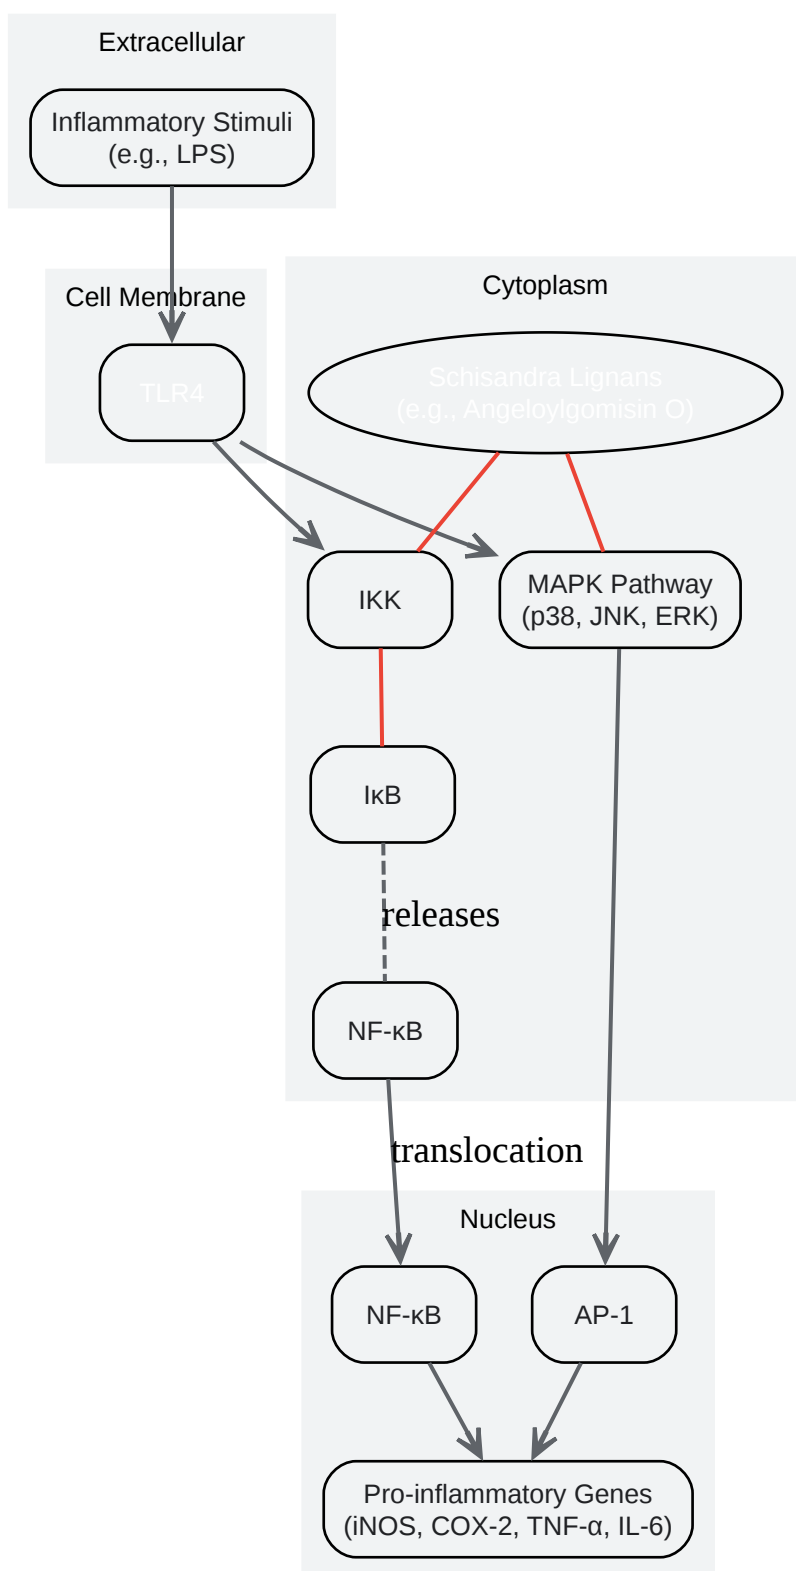 Extracellular
Inflammatory Stimuli
(e.g., LPS)
Cell Membrane
TLR4
Cytoplasm
Schisandra Lignans
(e.g., Angeloylgomisin O)
IKK
MAPK Pathway
(p38, JNK, ERK)
IκB
releases
NF-κB
translocation
Nucleus
NF-κB
AP-1
Pro-inflammatory Genes
(iNOS, COX-2, TNF-α, IL-6)